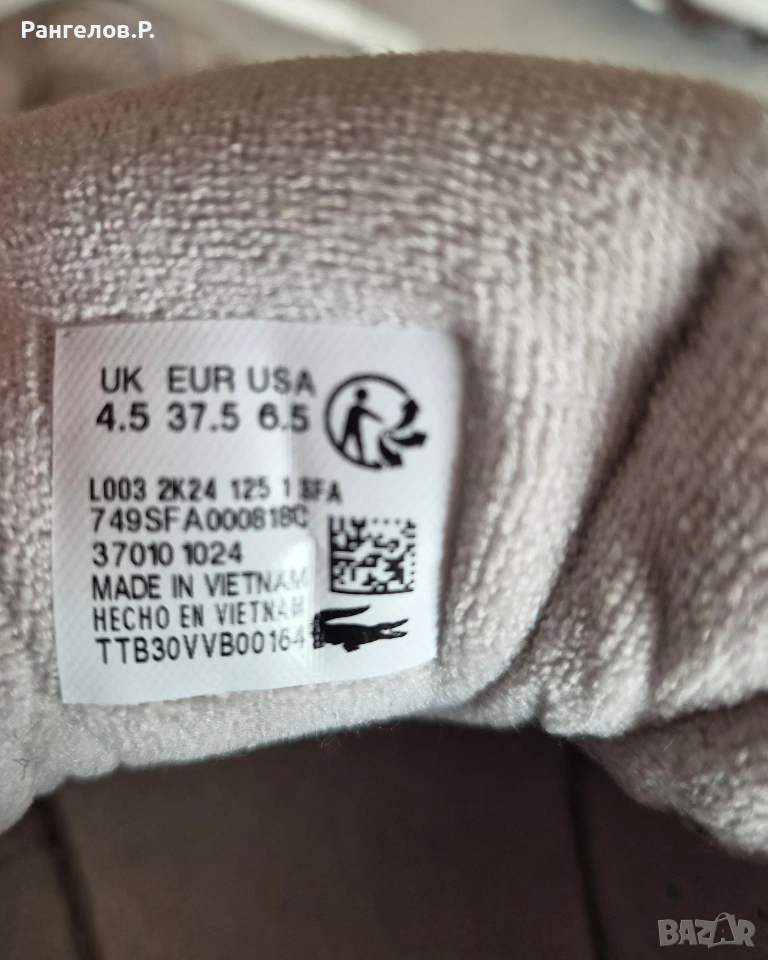 Рангелов.Р.
UK EUR USA
4.5 37.5 6.5
L003 2K24 125 1 SFA
749SFA000818C
37010 1024
MADE IN VIETNAM
HECHO EN VIETNAM
TTB30VVB00164
BAZAR